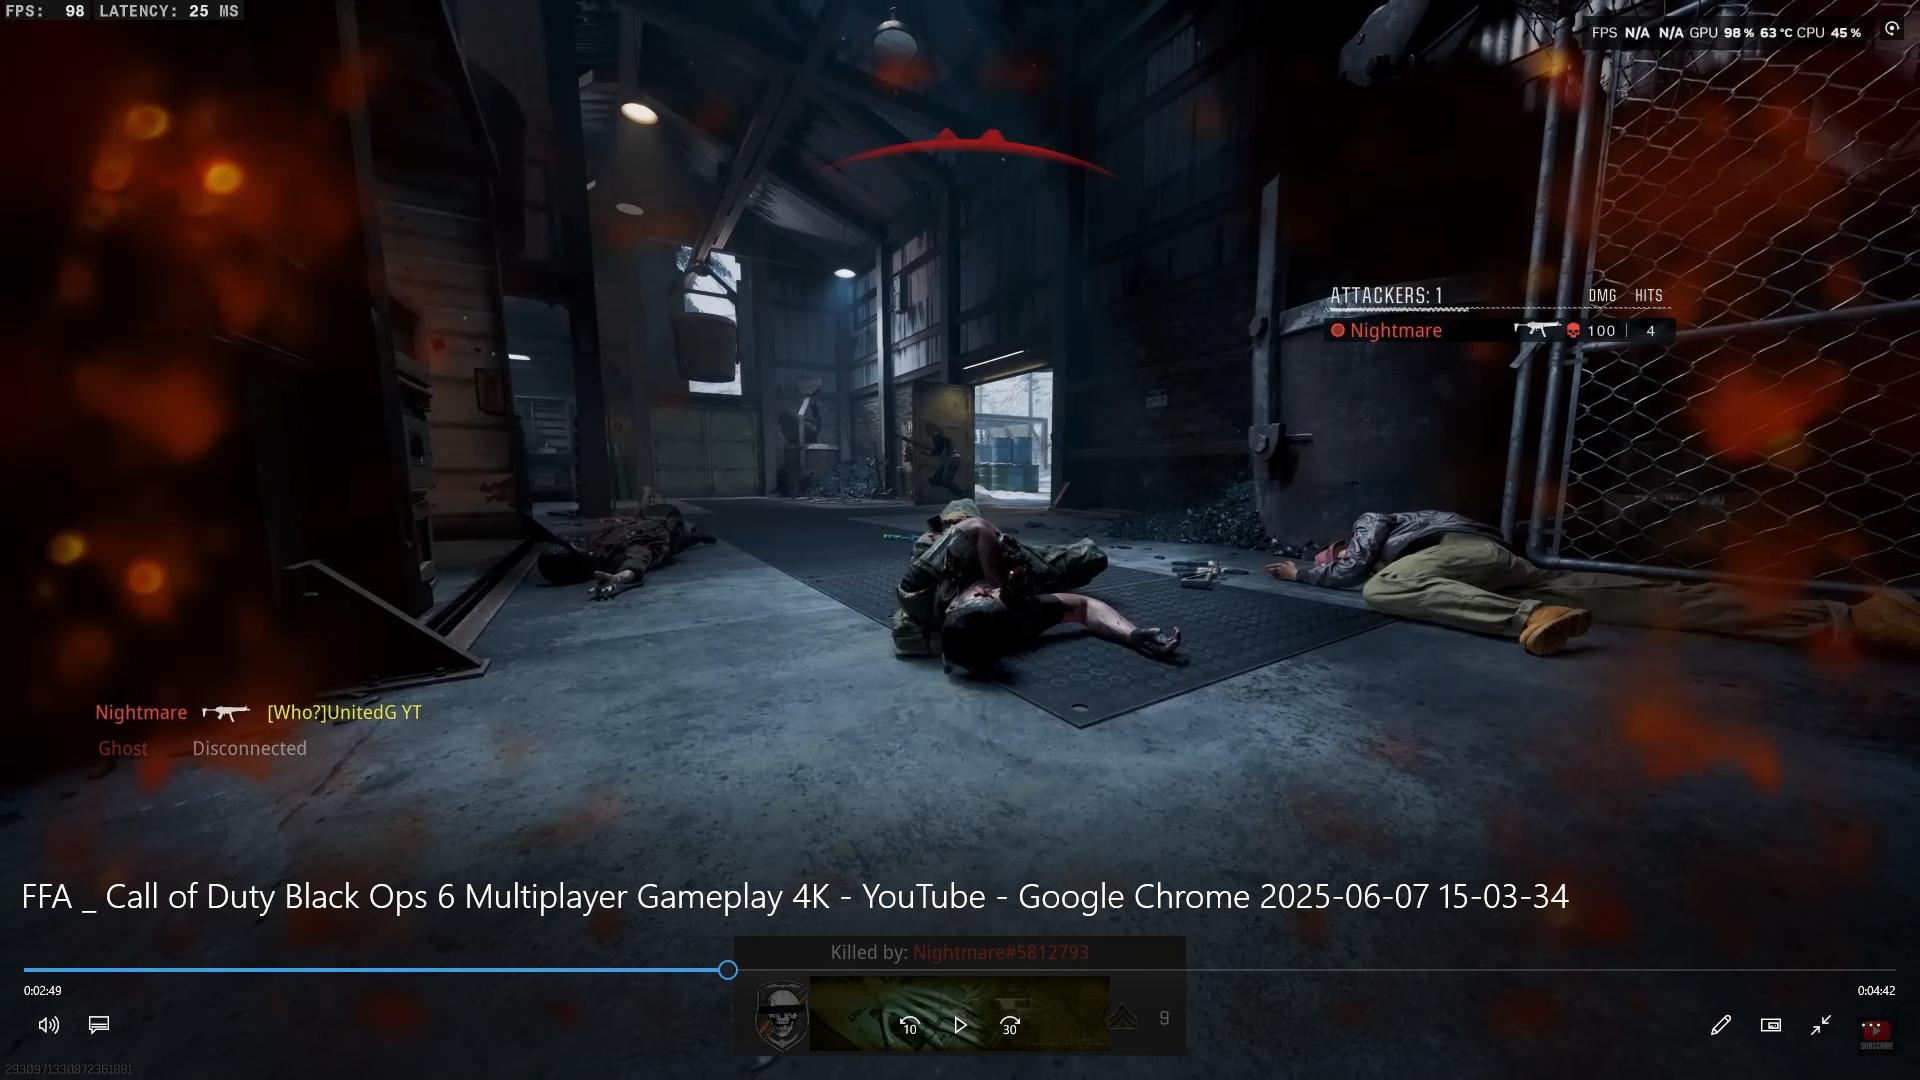 FPS: 98 LATENCY: 25 MS
FPS N/A N/A GPU 98% 63°C CPU 45%
ATTACKERS: 1 DMG HITS
Nightmare 100 | 4
Nightmare [Who?]UnitedG YT
Ghost Disconnected
FFA _ Call of Duty Black Ops 6 Multiplayer Gameplay 4K - YouTube - Google Chrome 2025-06-07 15-03-34
Killed by: Nightmare#5812793
0:02:49
0:04:42
10
30
9
SUBSCRIBE
2930971330872361881